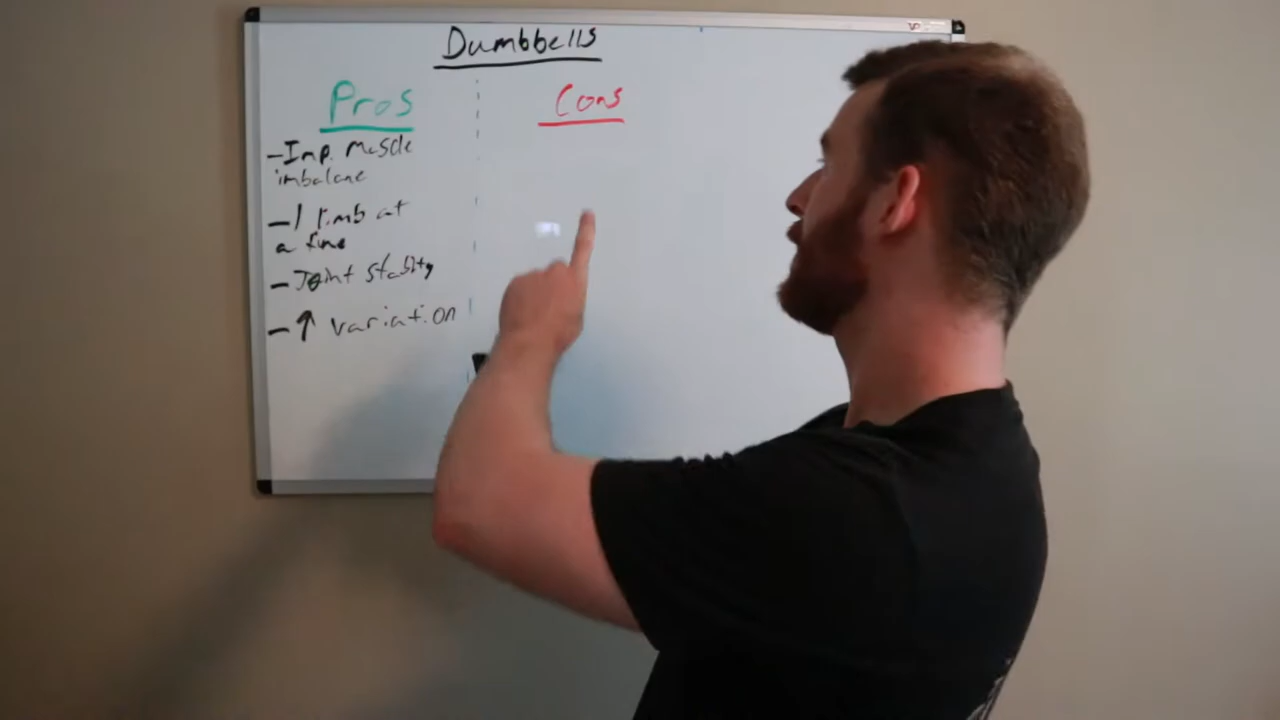 Dumbbells
Pros
Cons
-Imp. muscle
imbalance
-1 limb at
a time
-Joint stability
-↑ variation